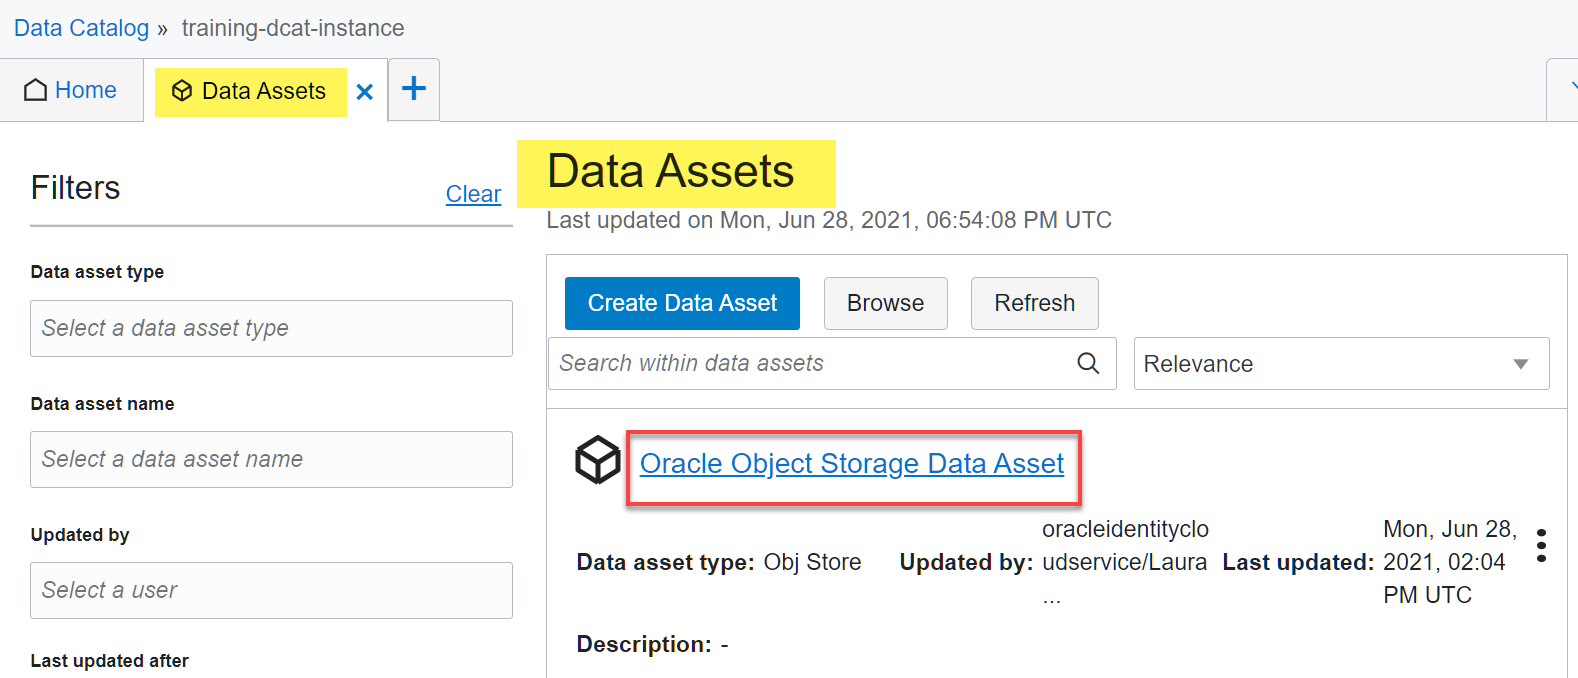 Data Catalog » training-dcat-instance
Home
Data Assets × +
Filters
Clear
Data asset type
Select a data asset type
Data asset name
Select a data asset name
Updated by
Select a user
Last updated after
Data Assets
Last updated on Mon, Jun 28, 2021, 06:54:08 PM UTC
Create Data Asset
Browse
Refresh
Search within data assets
Relevance
Oracle Object Storage Data Asset
Data asset type: Obj Store
Updated by:
oracleidentityclo
udservice/Laura
...
Last updated:
Mon, Jun 28,
2021, 02:04
PM UTC
Description: -